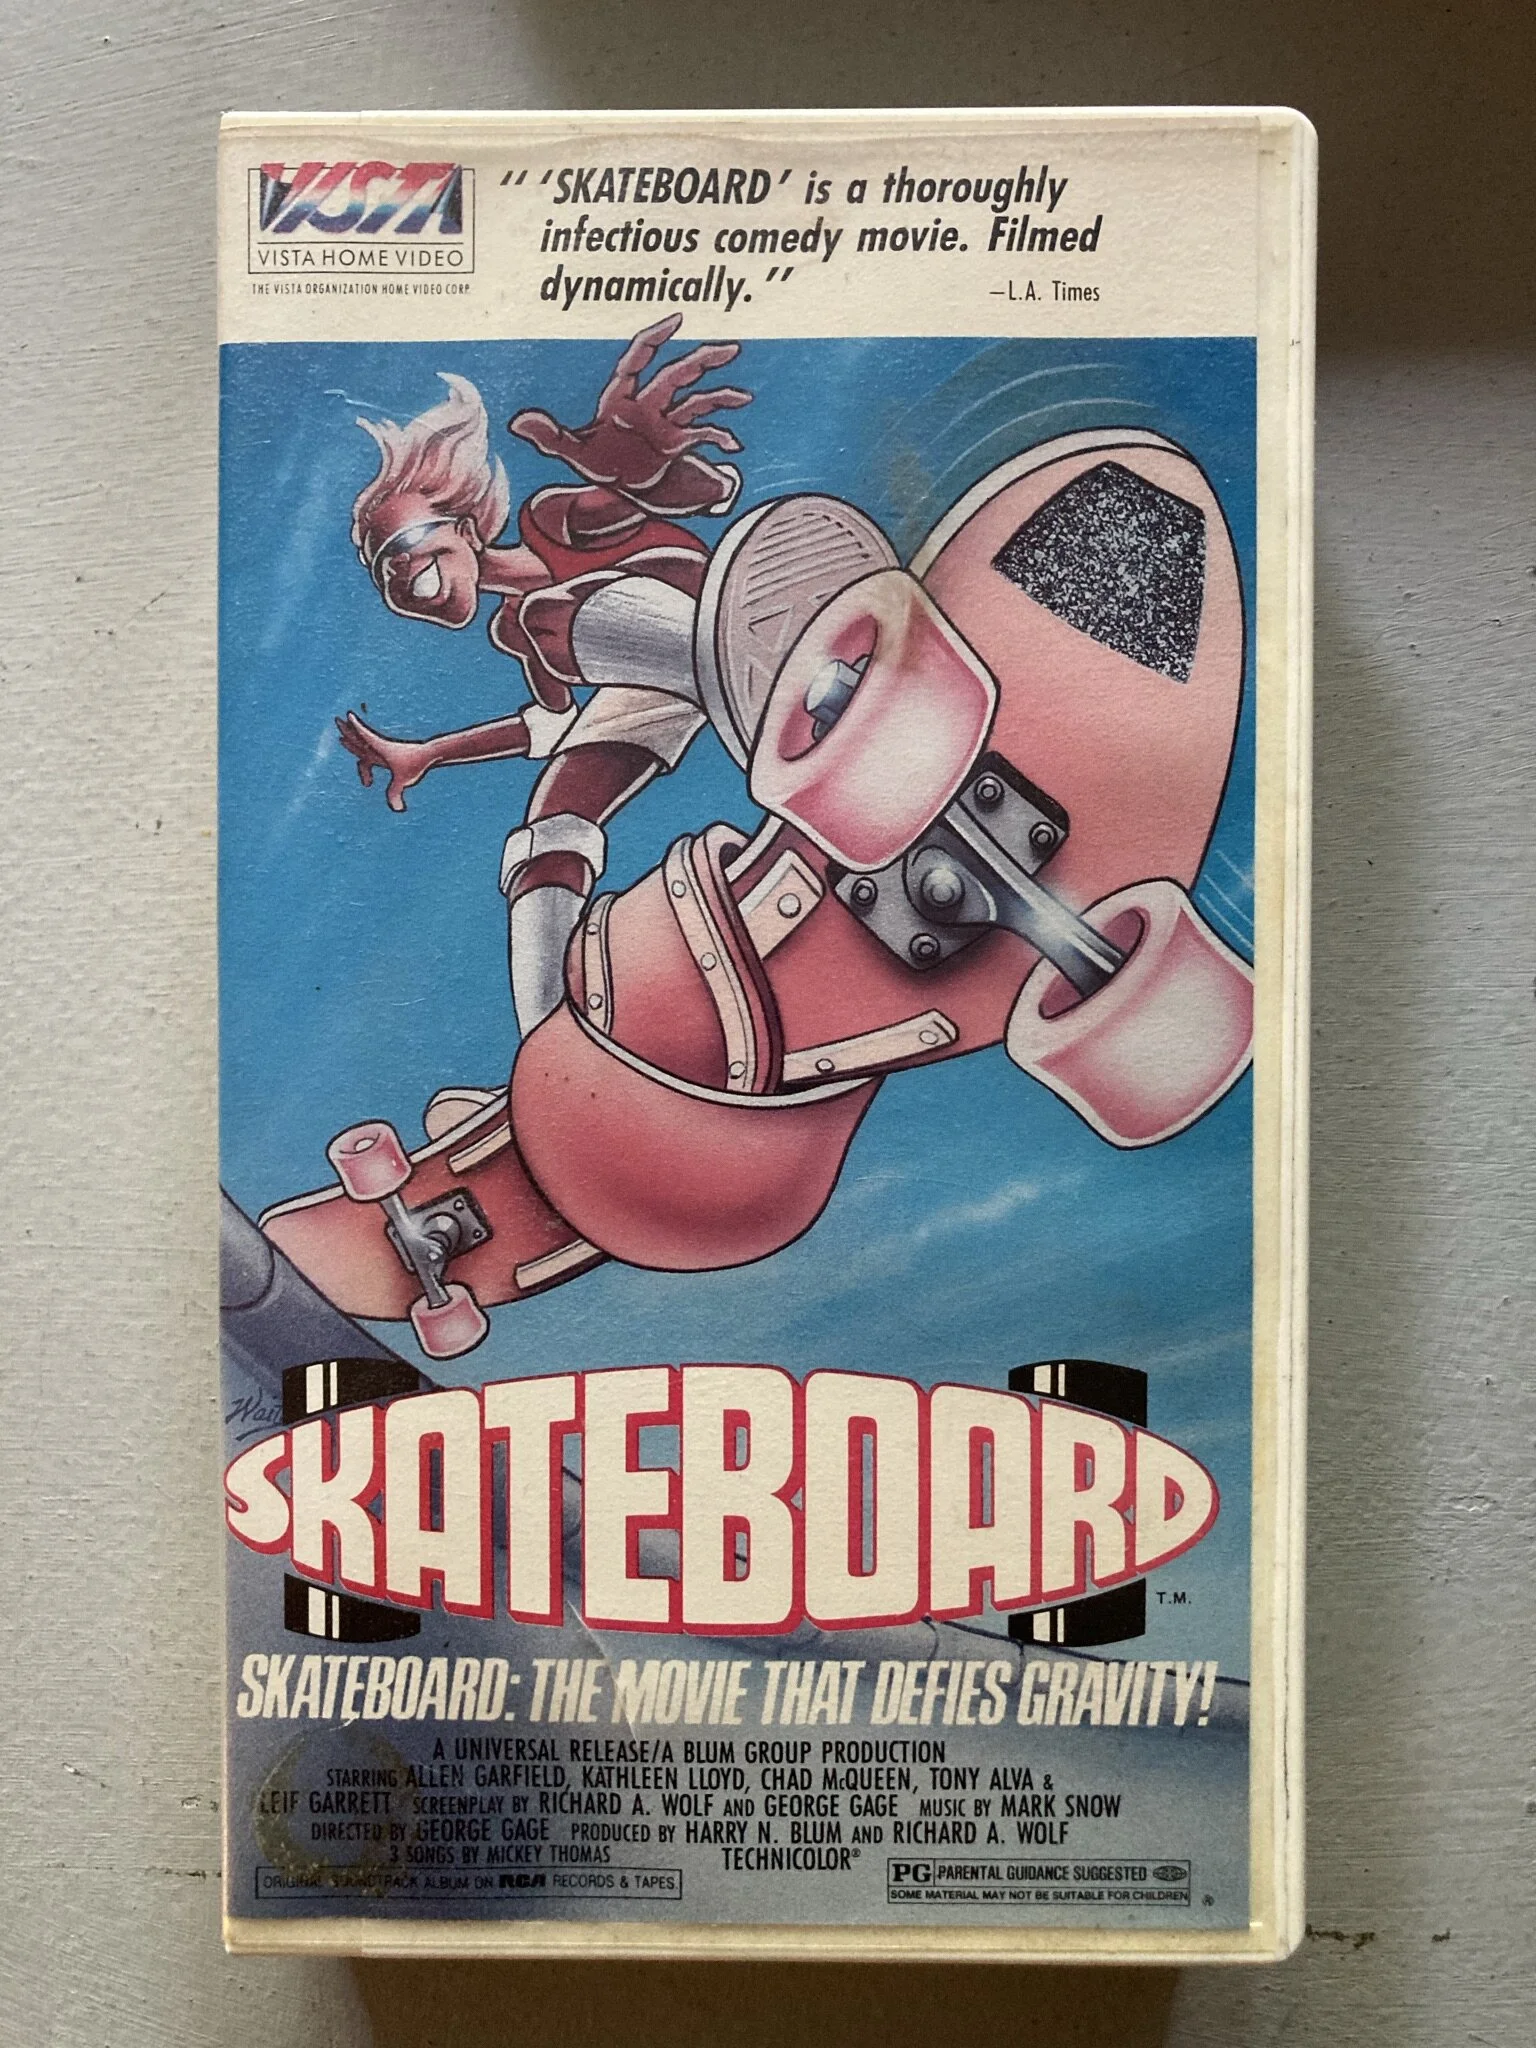 VISTA
VISTA HOME VIDEO
THE VISTA ORGANIZATION HOME VIDEO CORP.
“ ‘SKATEBOARD’ is a thoroughly
infectious comedy movie. Filmed
dynamically.”
—L.A. Times
SKATEBOARD
T.M.
SKATEBOARD: THE MOVIE THAT DEFIES GRAVITY!
A UNIVERSAL RELEASE/A BLUM GROUP PRODUCTION
STARRING ALLEN GARFIELD, KATHLEEN LLOYD, CHAD McQUEEN, TONY ALVA &
LEIF GARRETT SCREENPLAY BY RICHARD A. WOLF AND GEORGE GAGE MUSIC BY MARK SNOW
DIRECTED BY GEORGE GAGE PRODUCED BY HARRY N. BLUM AND RICHARD A. WOLF
3 SONGS BY MICKEY THOMAS TECHNICOLOR®
ORIGINAL SOUNDTRACK ALBUM ON RCA RECORDS & TAPES
PG PARENTAL GUIDANCE SUGGESTED
SOME MATERIAL MAY NOT BE SUITABLE FOR CHILDREN ®